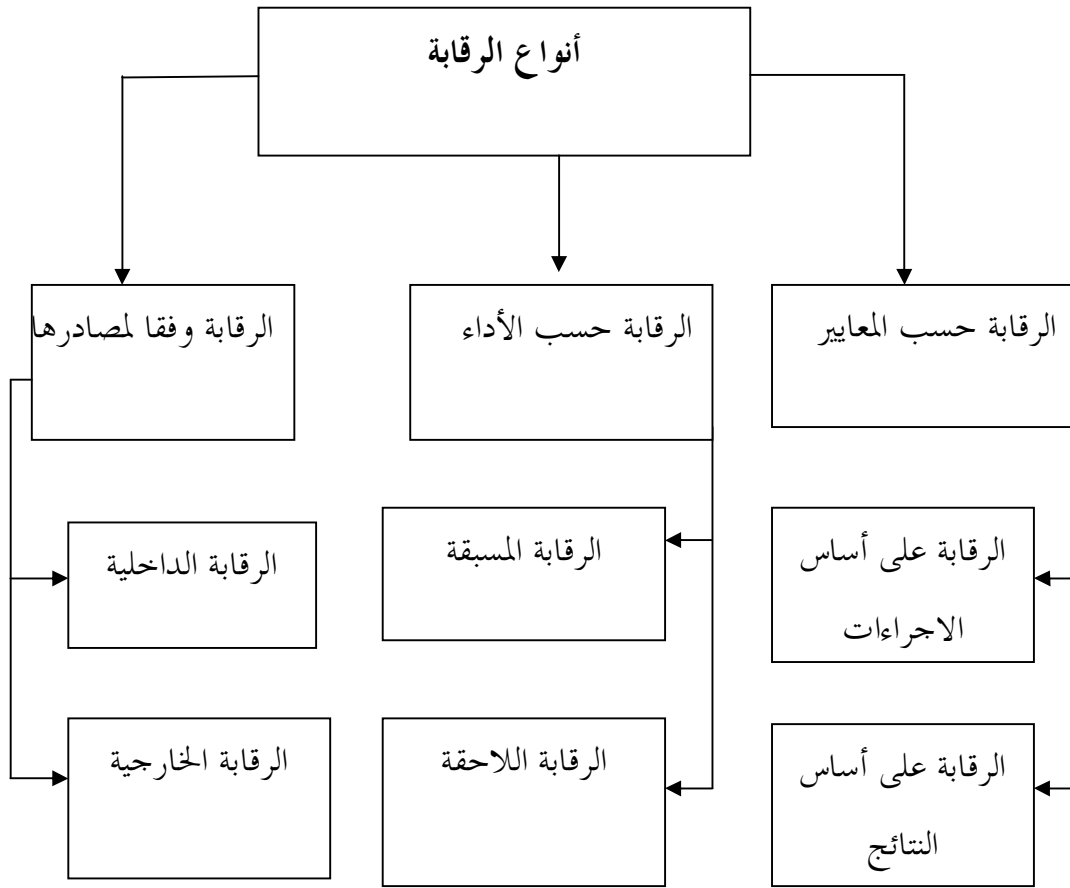 أنواع الرقابة
الرقابة حسب المعايير
الرقابة حسب الأداء
الرقابة وفقا لمصادرها
الرقابة على أساس
الاجراءات
الرقابة المسبقة
الرقابة الداخلية
الرقابة على أساس
النتائج
الرقابة اللاحقة
الرقابة الخارجية